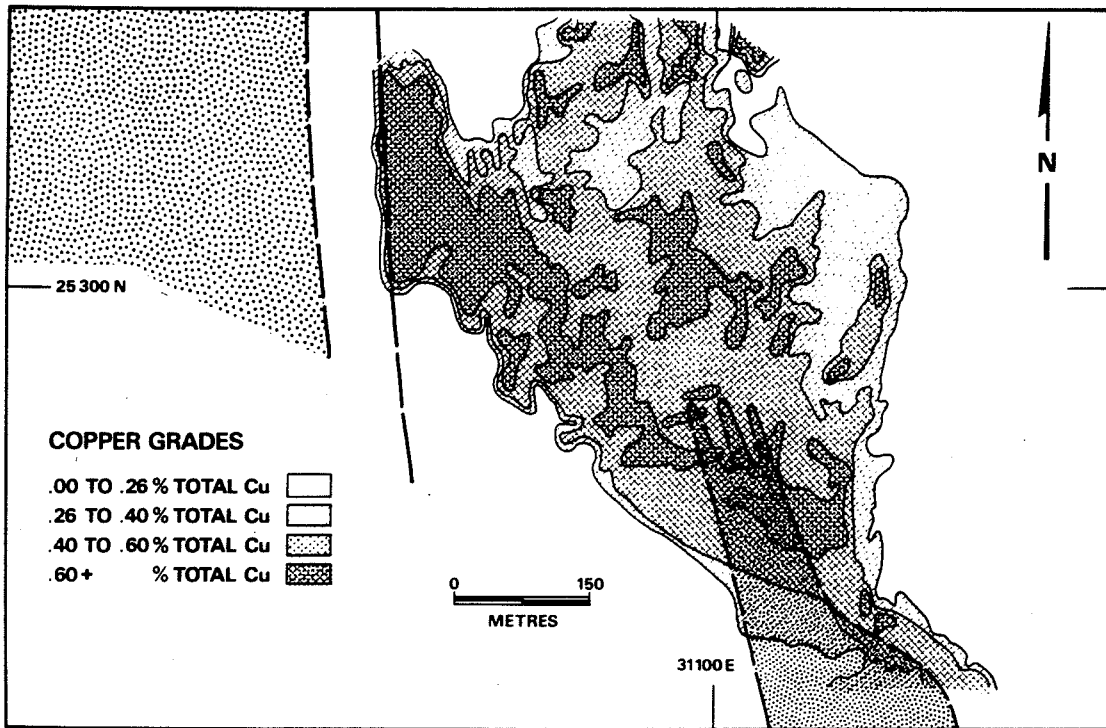 N
25 300 N
COPPER GRADES
.00 TO .26 % TOTAL Cu
.26 TO .40 % TOTAL Cu
.40 TO .60 % TOTAL Cu
.60 + % TOTAL Cu
0 150
METRES
31100 E